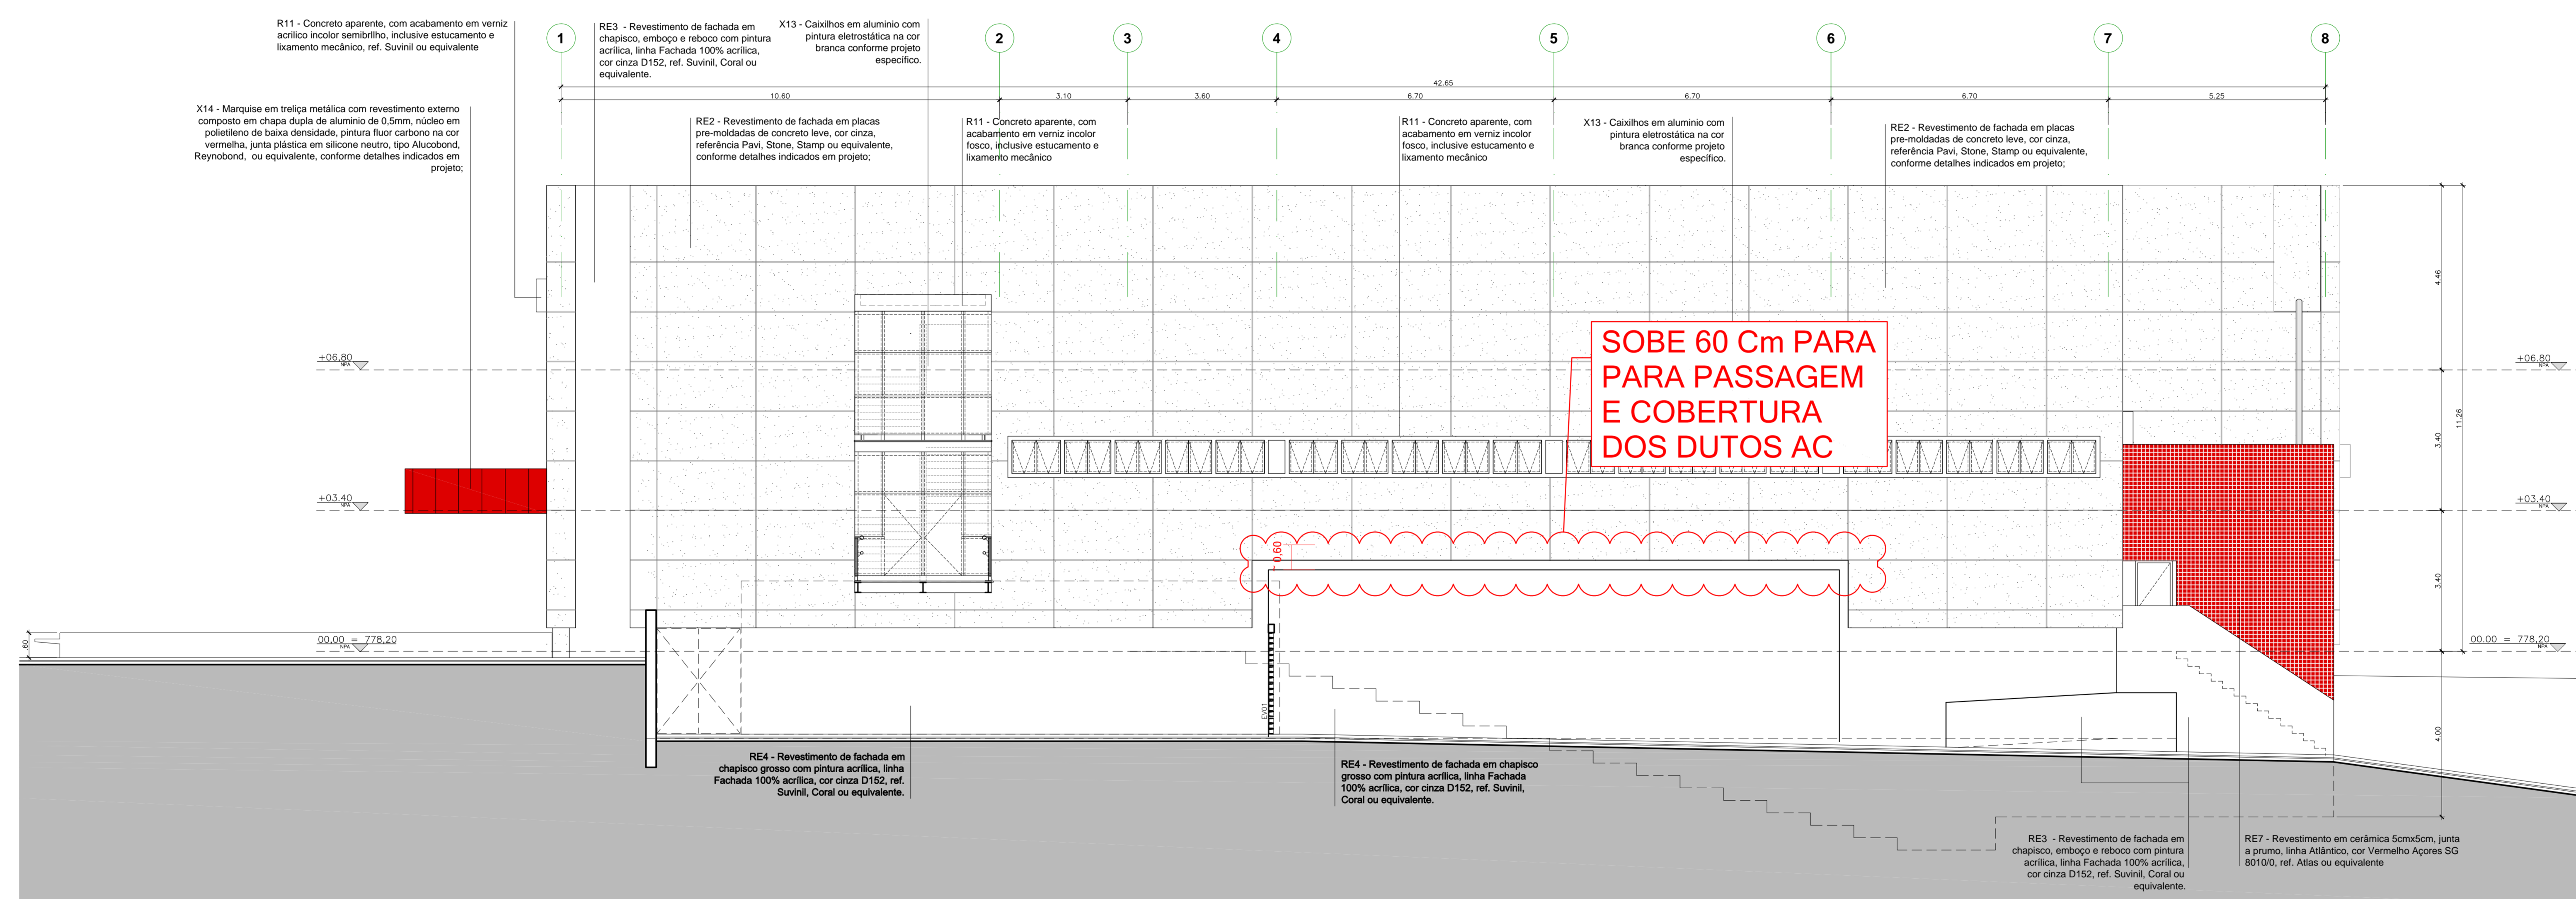 R11 - Concreto aparente, com acabamento em verniz
acrilico incolor semibrllho, inclusive estucamento e
lixamento mecânico, ref. Suvinil ou equivalente
RE3 - Revestimento de fachada em
chapisco, emboço e reboco com pintura
acrílica, linha Fachada 100% acrílica,
cor cinza D152, ref. Suvinil, Coral ou
equivalente.
X13 - Caixilhos em aluminio com
pintura eletrostática na cor
branca conforme projeto
específico.
1
2
3
4
5
6
7
8
42.65
10.60
3.10
3.60
6.70
6.70
6.70
5.25
X14 - Marquise em treliça metálica com revestimento externo
composto em chapa dupla de aluminio de 0,5mm, núcleo em
polietileno de baixa densidade, pintura fluor carbono na cor
vermelha, junta plástica em silicone neutro, tipo Alucobond,
Reynobond, ou equivalente, conforme detalhes indicados em
projeto;
RE2 - Revestimento de fachada em placas
pre-moldadas de concreto leve, cor cinza,
referência Pavi, Stone, Stamp ou equivalente,
conforme detalhes indicados em projeto;
R11 - Concreto aparente, com
acabamento em verniz incolor
fosco, inclusive estucamento e
lixamento mecânico
R11 - Concreto aparente, com
acabamento em verniz incolor
fosco, inclusive estucamento e
lixamento mecânico
X13 - Caixilhos em aluminio com
pintura eletrostática na cor
branca conforme projeto
específico.
RE2 - Revestimento de fachada em placas
pre-moldadas de concreto leve, cor cinza,
referência Pavi, Stone, Stamp ou equivalente,
conforme detalhes indicados em projeto;
SOBE 60 Cm PARA
PARA PASSAGEM
E COBERTURA
DOS DUTOS AC
0.60
+06.80
NPA
+03.40
NPA
00.00 = 778,20
NPA
.60
+06.80
NPA
+03.40
NPA
00.00 = 778,20
NPA
4.46
3.40
3.40
11.26
4.00
EV01
RE4 - Revestimento de fachada em
chapisco grosso com pintura acrílica, linha
Fachada 100% acrílica, cor cinza D152, ref.
Suvinil, Coral ou equivalente.
RE4 - Revestimento de fachada em chapisco
grosso com pintura acrílica, linha Fachada
100% acrílica, cor cinza D152, ref. Suvinil,
Coral ou equivalente.
RE3 - Revestimento de fachada em
chapisco, emboço e reboco com pintura
acrílica, linha Fachada 100% acrílica,
cor cinza D152, ref. Suvinil, Coral ou
equivalente.
RE7 - Revestimento em cerâmica 5cmx5cm, junta
a prumo, linha Atlântico, cor Vermelho Açores SG
8010/0, ref. Atlas ou equivalente